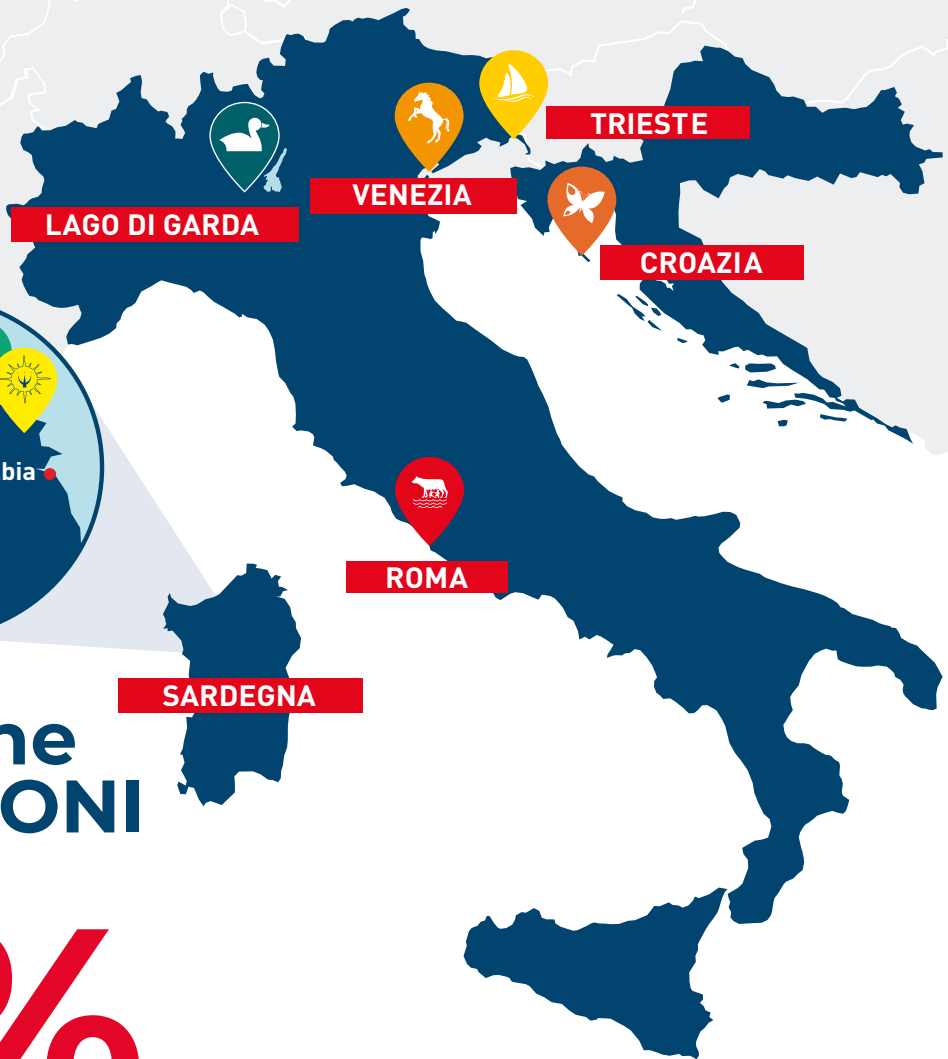 TRIESTE
VENEZIA
LAGO DI GARDA
CROAZIA
bia
ROMA
SARDEGNA
ne
ONI
%